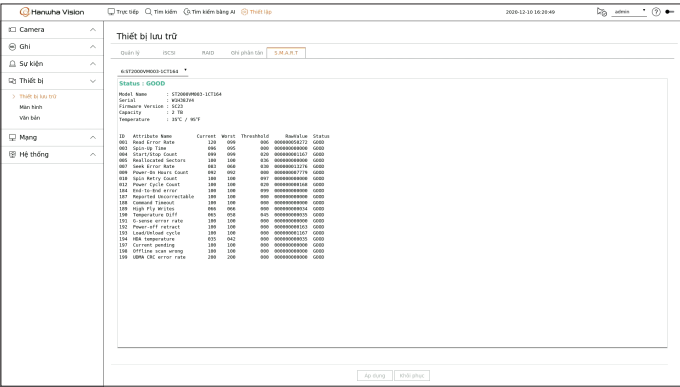 Hanwha Vision
Trực tiếp Tìm kiếm Tìm kiếm bằng AI Thiết lập 2026-12-10 16:20:49 admin
Camera
Ghi
Sự kiện
Thiết bị
Thiết bị lưu trữ
Màn hình
Văn bản
Mạng
Hệ thống
Thiết bị lưu trữ
Quản lý iSCSI RAID Ghi phân tán S.M.A.R.T
6:ST2000VM003-1CT164
Status : GOOD
Model Name : ST2000VM003-1CT164
Serial : W1H3BJV4
Firmware Version : SC23
Capacity : 2 TB
Temperature : 35℃ / 95℉
ID Attribute Name Current Worst Threshhold RawValue Status
001 Read Error Rate 120 099 006 000000058272 GOOD
003 Spin-Up Time 096 095 000 000000000000 GOOD
004 Start/Stop Count 099 099 020 000000001167 GOOD
005 Reallocated Sectors 100 100 036 000000000000 GOOD
007 Seek Error Rate 083 060 030 000000013276 GOOD
009 Power-On Hours Count 092 092 000 000000007779 GOOD
010 Spin Retry Count 100 100 097 000000000000 GOOD
012 Power Cycle Count 100 100 020 000000000160 GOOD
184 End-to-End error 100 100 099 000000000000 GOOD
187 Reported Uncorrectable 100 100 000 000000000000 GOOD
188 Command Timeout 100 100 000 000000000000 GOOD
189 High Fly Writes 066 066 000 000000000034 GOOD
190 Temperature Diff 065 058 045 000000000035 GOOD
191 G-sense error rate 100 100 000 000000000000 GOOD
192 Power-off retract 100 100 000 000000000163 GOOD
193 Load/Unload cycle 100 100 000 000000001167 GOOD
194 HDA temperature 035 042 000 000000000035 GOOD
197 Current pending 100 100 000 000000000000 GOOD
198 Offline scan wrong 100 100 000 000000000000 GOOD
199 UDMA CRC error rate 200 200 000 000000000000 GOOD
Áp dụng Khôi phục